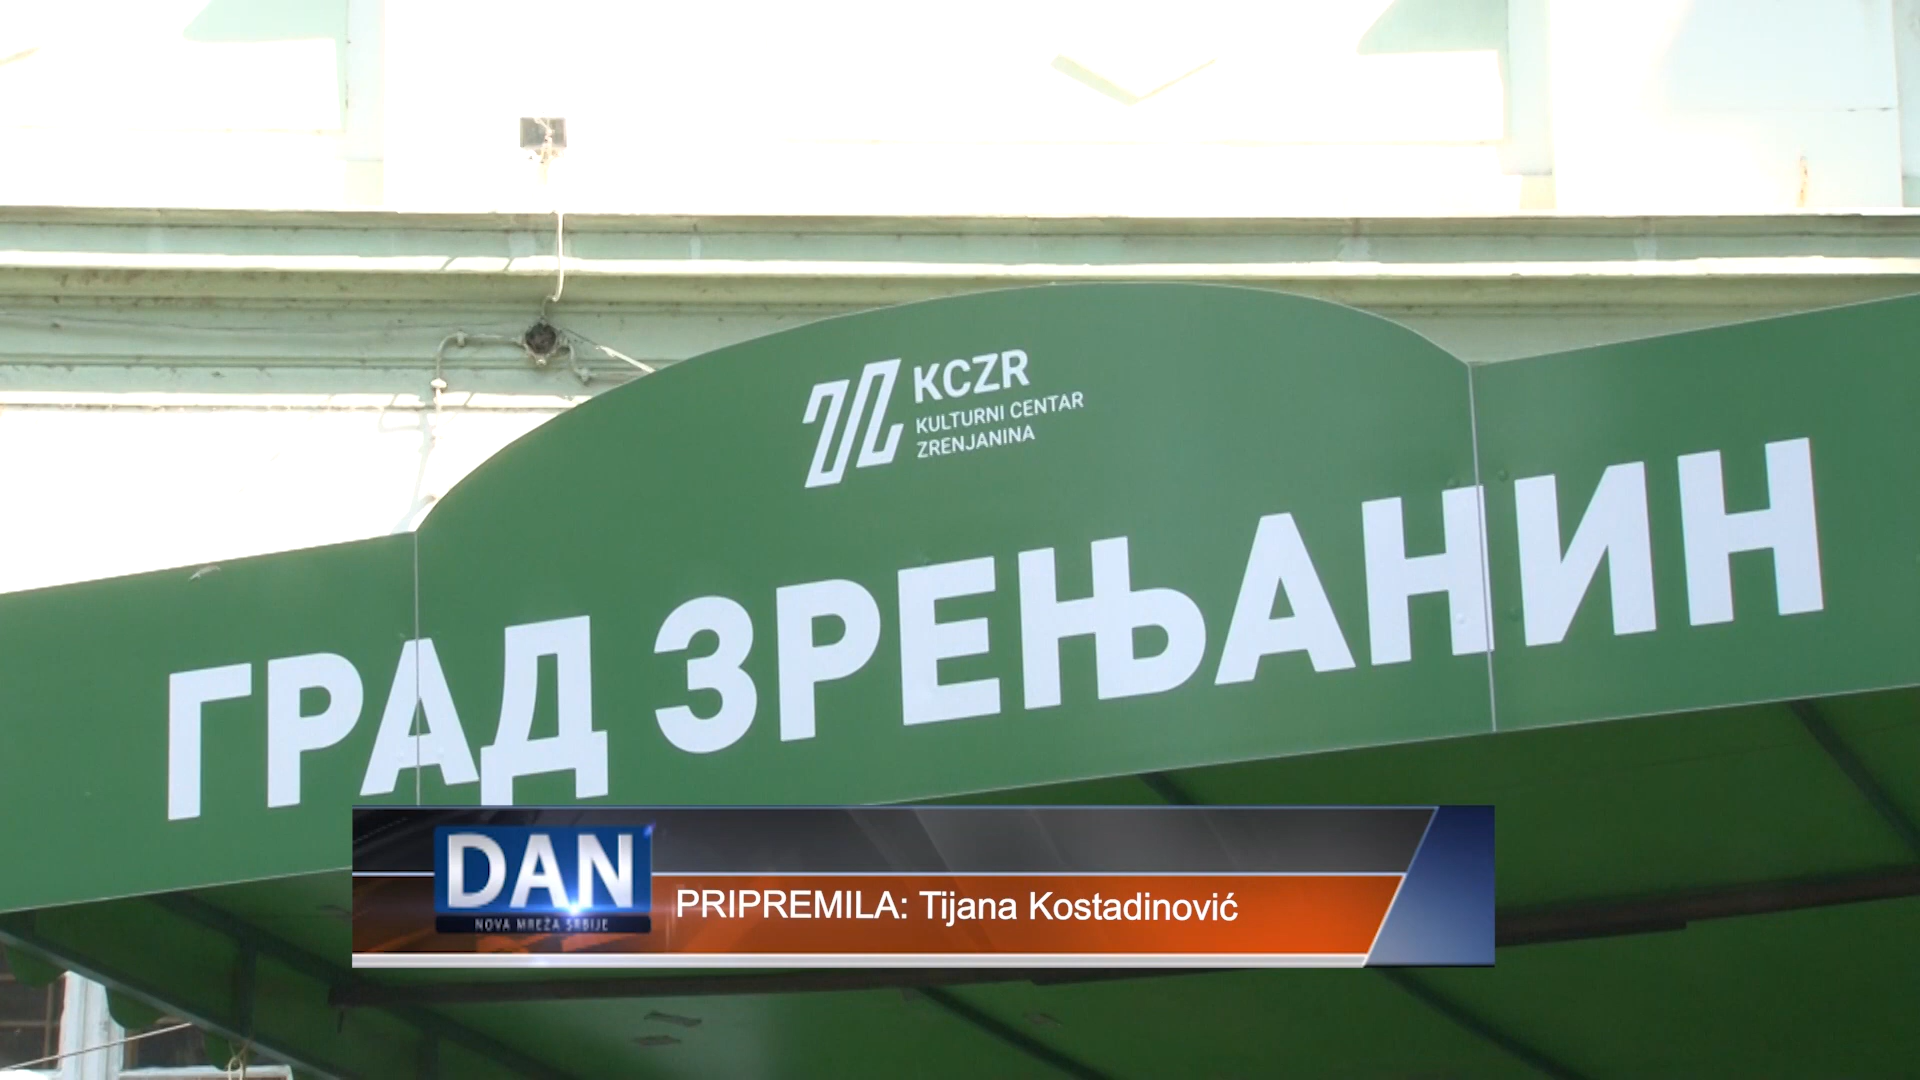 KCZR
KULTURNI CENTAR
ZRENJANINA
ГРАД ЗРЕЊАНИН
DAN
NOVA MREŽA SRBIJE
PRIPREMILA: Tijana Kostadinović